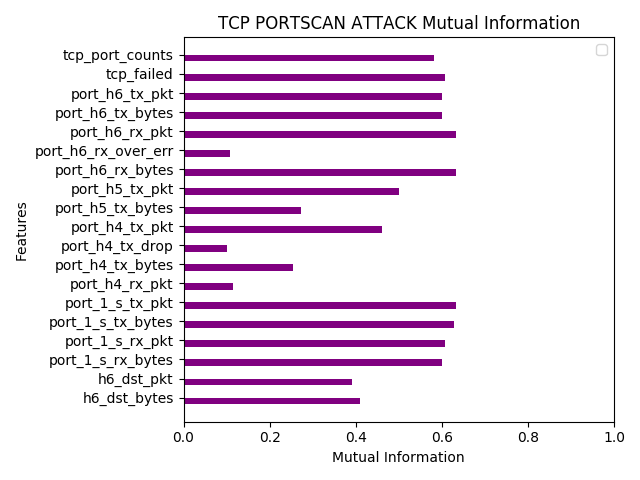 TCP PORTSCAN ATTACK Mutual Information
tcp_port_counts
tcp_failed
port_h6_tx_pkt
port_h6_tx_bytes
port_h6_rx_pkt
port_h6_rx_over_err
port_h6_rx_bytes
port_h5_tx_pkt
port_h5_tx_bytes
port_h4_tx_pkt
port_h4_tx_drop
port_h4_tx_bytes
port_h4_rx_pkt
port_1_s_tx_pkt
port_1_s_tx_bytes
port_1_s_rx_pkt
port_1_s_rx_bytes
h6_dst_pkt
h6_dst_bytes
Features
0.0 0.2 0.4 0.6 0.8 1.0
Mutual Information